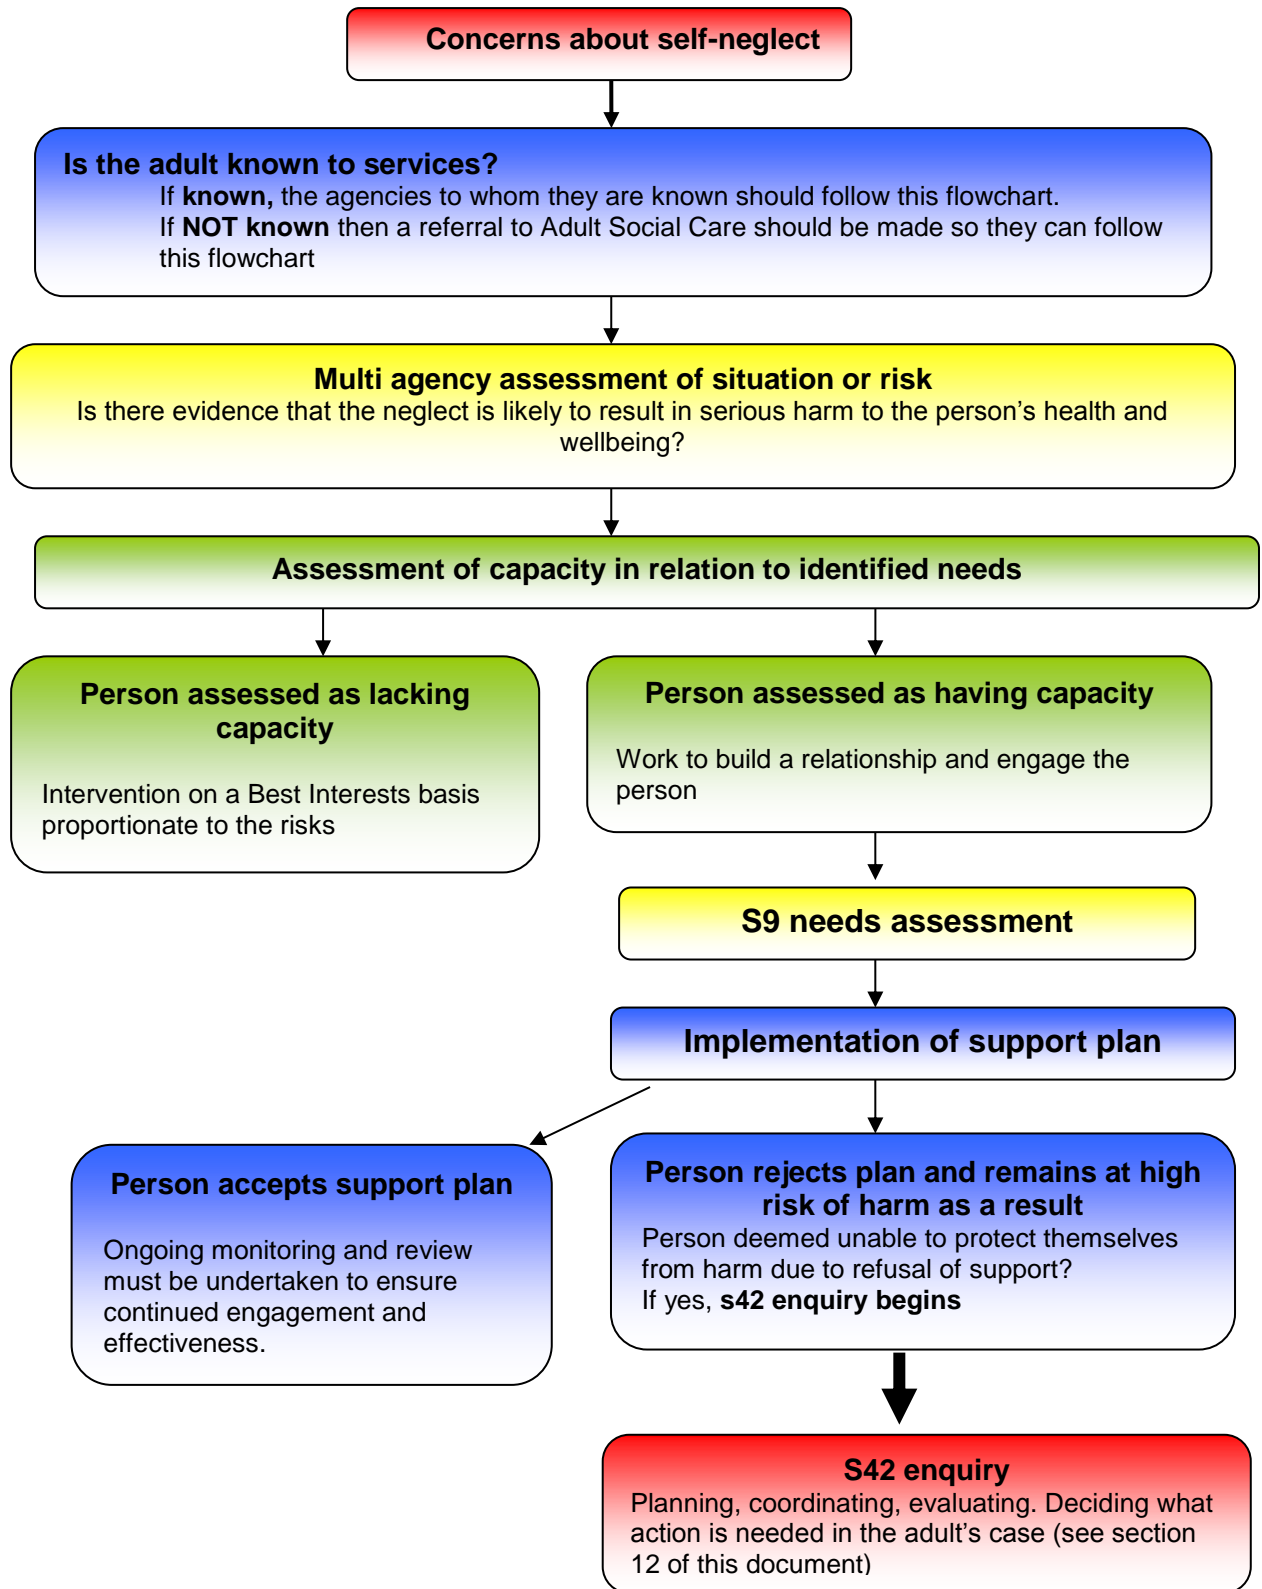 Concerns about self-neglect
Is the adult known to services?
If known, the agencies to whom they are known should follow this flowchart.
If NOT known then a referral to Adult Social Care should be made so they can follow
this flowchart
Multi agency assessment of situation or risk
Is there evidence that the neglect is likely to result in serious harm to the person's health and
wellbeing?
Assessment of capacity in relation to identified needs
Person assessed as lacking
capacity
Intervention on a Best Interests basis
proportionate to the risks
Person assessed as having capacity
Work to build a relationship and engage the
person
S9 needs assessment
Implementation of support plan
Person accepts support plan
Ongoing monitoring and review
must be undertaken to ensure
continued engagement and
effectiveness.
Person rejects plan and remains at high
risk of harm as a result
Person deemed unable to protect themselves
from harm due to refusal of support?
If yes, s42 enquiry begins
S42 enquiry
Planning, coordinating, evaluating. Deciding what
action is needed in the adult's case (see section
12 of this document)